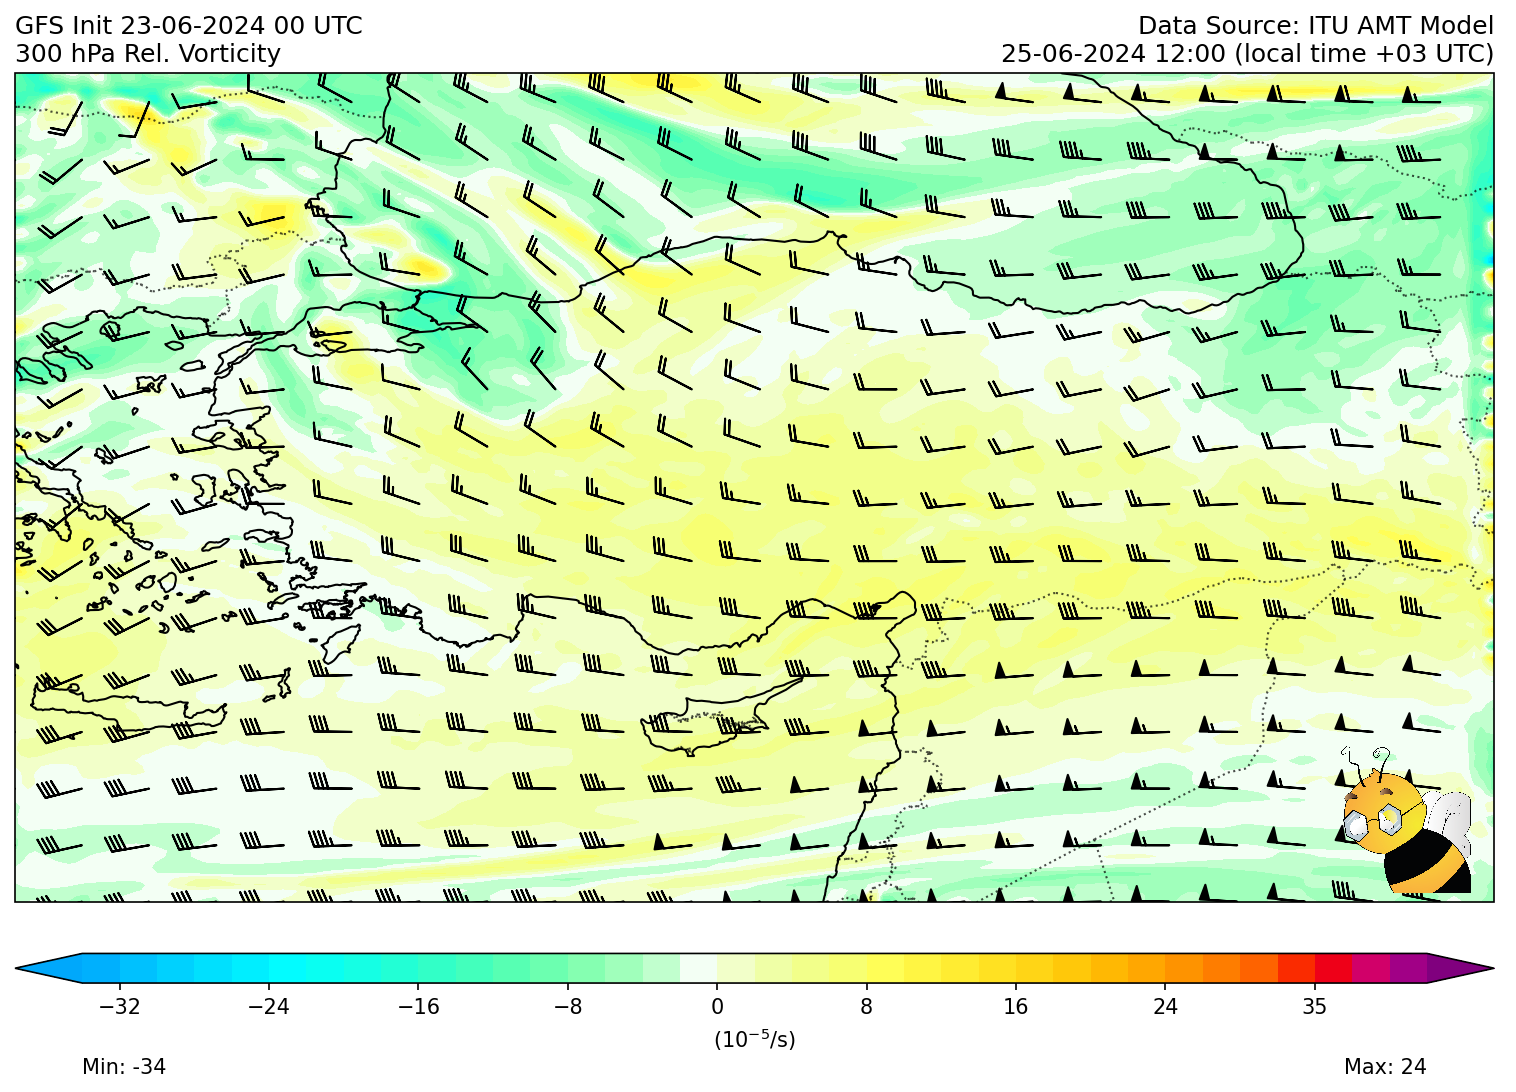 GFS Init 23-06-2024 00 UTC
Data Source: ITU AMT Model
300 hPa Rel. Vorticity
25-06-2024 12:00 (local time +03 UTC)
−32 −24 −16 −8 0 8 16 24 35
(10⁻⁵/s)
Min: -34
Max: 24